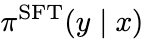 π^SFT(y | x)